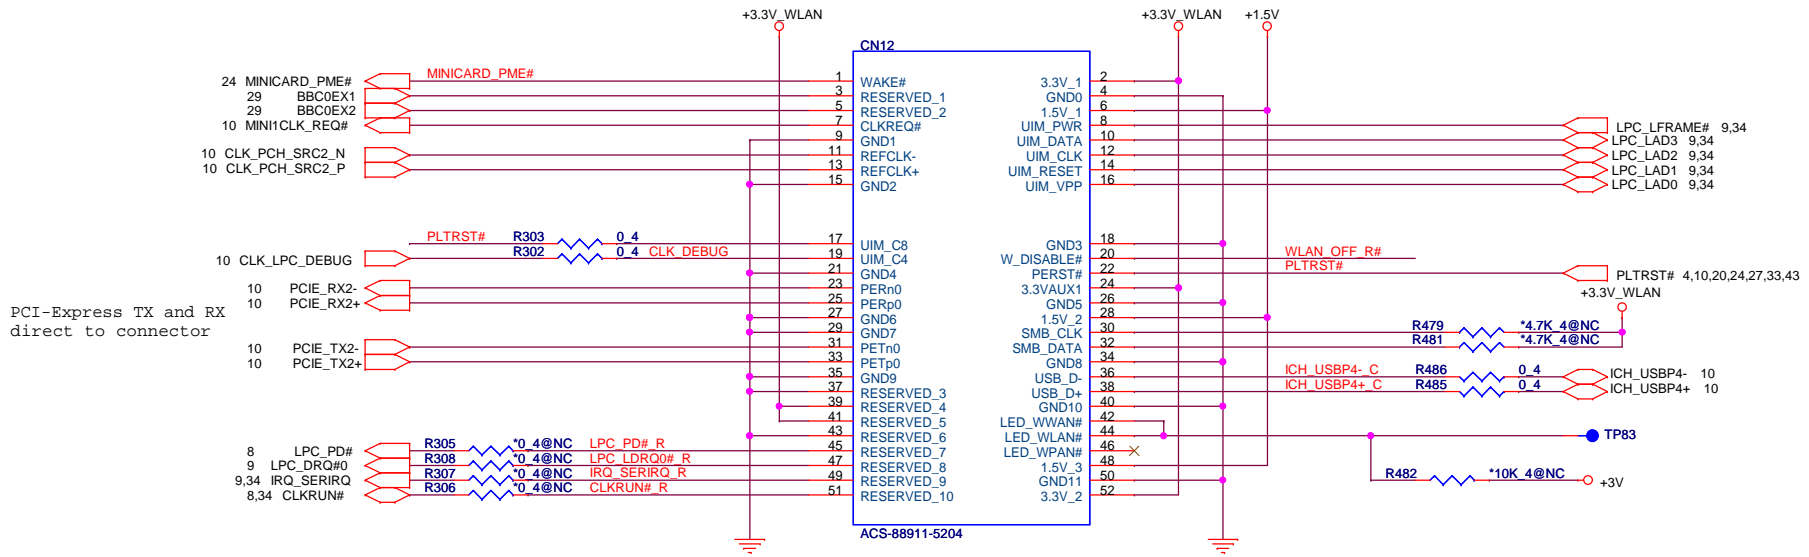 +3.3V_WLAN +3.3V_WLAN +1.5V
CN12
24 MINICARD_PME# MINICARD_PME# 1 WAKE# 3.3V_1 2
29 BBC0EX1 3 RESERVED_1 GND0 4
29 BBC0EX2 5 RESERVED_2 1.5V_1 6
10 MINI1CLK_REQ# 7 CLKREQ# UIM_PWR 8 LPC_LFRAME# 9,34
9 GND1 UIM_DATA 10 LPC_LAD3 9,34
10 CLK_PCH_SRC2_N 11 REFCLK- UIM_CLK 12 LPC_LAD2 9,34
10 CLK_PCH_SRC2_P 13 REFCLK+ UIM_RESET 14 LPC_LAD1 9,34
15 GND2 UIM_VPP 16 LPC_LAD0 9,34
PLTRST# R303 0_4 17 UIM_C8 GND3 18
10 CLK_LPC_DEBUG R302 0_4 CLK_DEBUG 19 UIM_C4 W_DISABLE# 20 WLAN_OFF_R#
21 GND4 PERST# 22 PLTRST# PLTRST# 4,10,20,24,27,33,43
10 PCIE_RX2- 23 PERn0 3.3VAUX1 24 +3.3V_WLAN
10 PCIE_RX2+ 25 PERp0 GND5 26
PCI-Express TX and RX
direct to connector
27 GND6 1.5V_2 28
29 GND7 SMB_CLK 30 R479 *4.7K_4@NC
10 PCIE_TX2- 31 PETn0 SMB_DATA 32 R481 *4.7K_4@NC
10 PCIE_TX2+ 33 PETp0 GND8 34
35 GND9 USB_D- 36 ICH_USBP4-_C R486 0_4 ICH_USBP4- 10
37 RESERVED_3 USB_D+ 38 ICH_USBP4+_C R485 0_4 ICH_USBP4+ 10
39 RESERVED_4 GND10 40
41 RESERVED_5 LED_WWAN# 42
43 RESERVED_6 LED_WLAN# 44 TP83
8 LPC_PD# R305 *0_4@NC LPC_PD#_R 45 RESERVED_7 LED_WPAN# 46
9 LPC_DRQ#0 R308 *0_4@NC LPC_LDRQ0#_R 47 RESERVED_8 1.5V_3 48
9,34 IRQ_SERIRQ R307 *0_4@NC IRQ_SERIRQ_R 49 RESERVED_9 GND11 50 R482 *10K_4@NC +3V
8,34 CLKRUN# R306 *0_4@NC CLKRUN#_R 51 RESERVED_10 3.3V_2 52
ACS-88911-5204